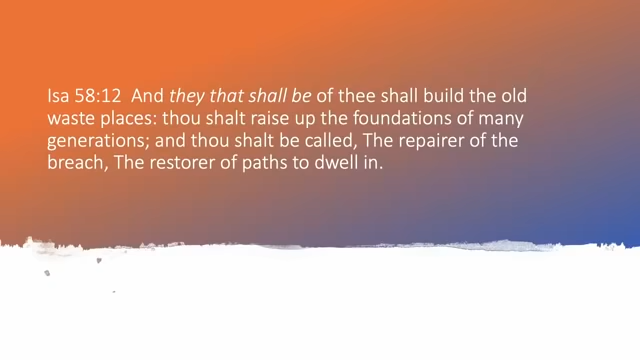 Isa 58:12  And they that shall be of thee shall build the old
waste places: thou shalt raise up the foundations of many
generations; and thou shalt be called, The repairer of the
breach, The restorer of paths to dwell in.